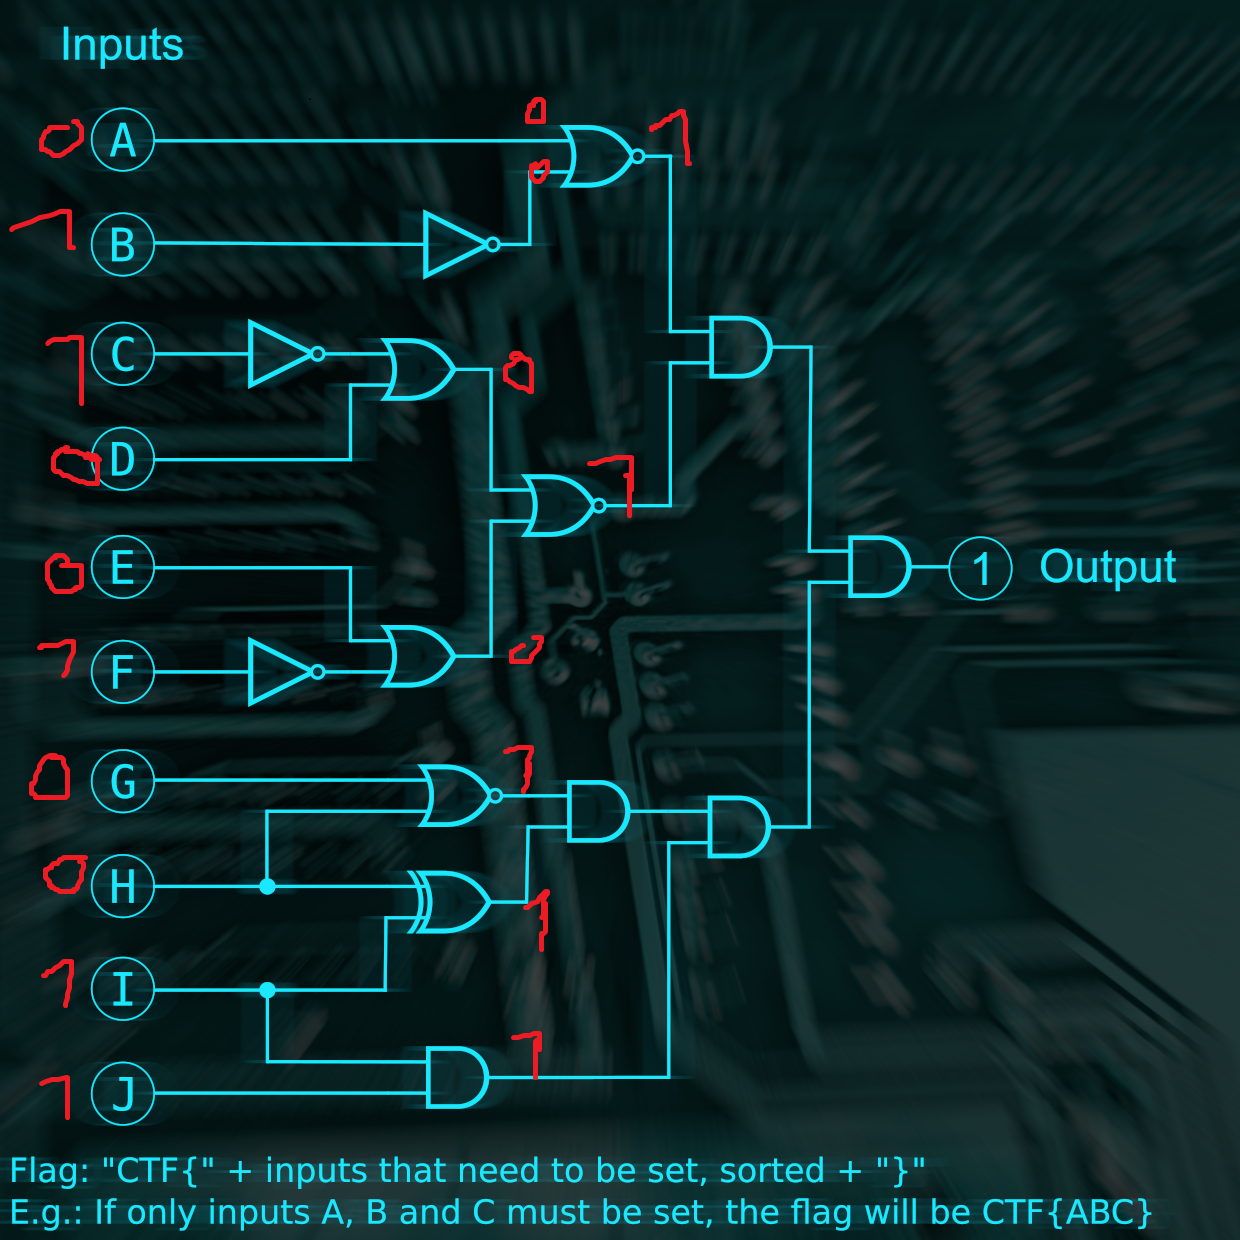 Inputs
0 A
0
1
0
1 B
1 C
0
0 D
1
0 E
1 Output
1 F
0
0 G
1
0 H
1
1 I
1
1 J
Flag: "CTF{" + inputs that need to be set, sorted + "}"
E.g.: If only inputs A, B and C must be set, the flag will be CTF{ABC}